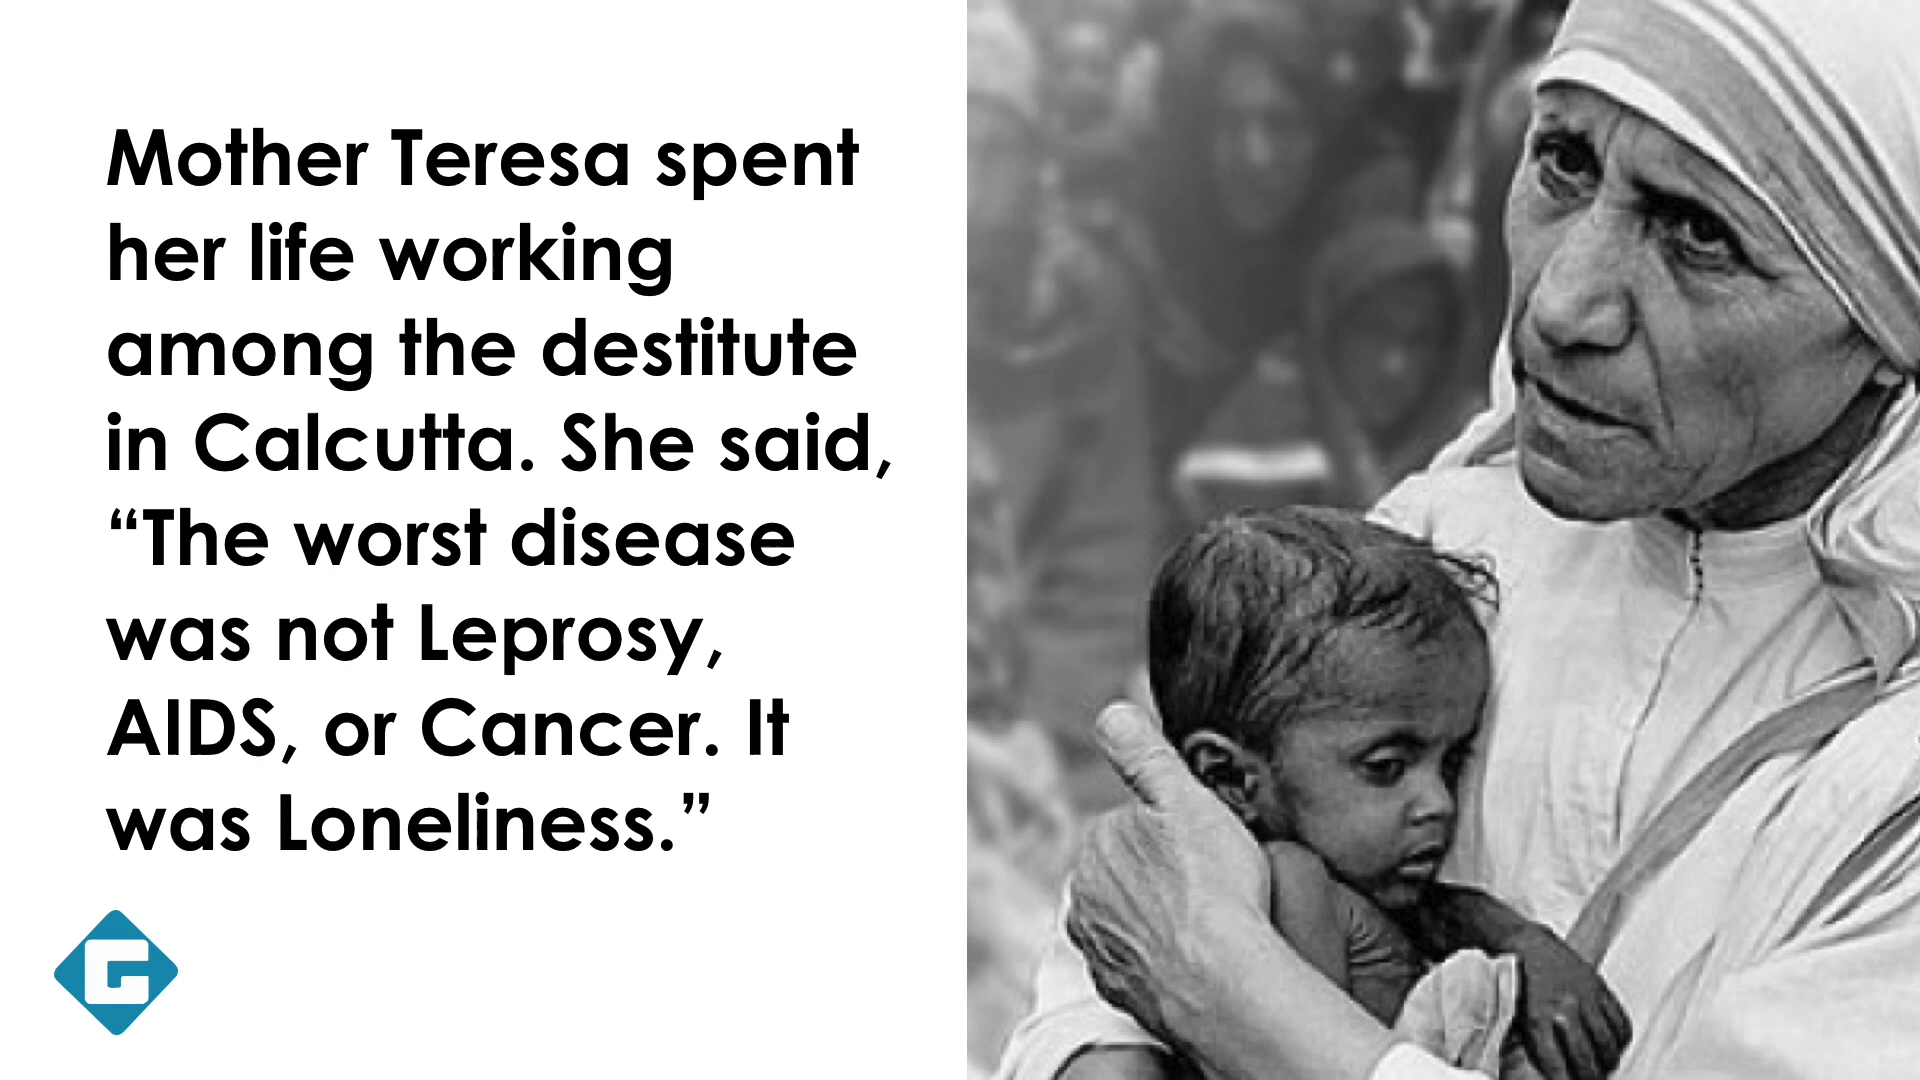 Mother Teresa spent
her life working
among the destitute
in Calcutta. She said,
“The worst disease
was not Leprosy,
AIDS, or Cancer. It
was Loneliness.”
G